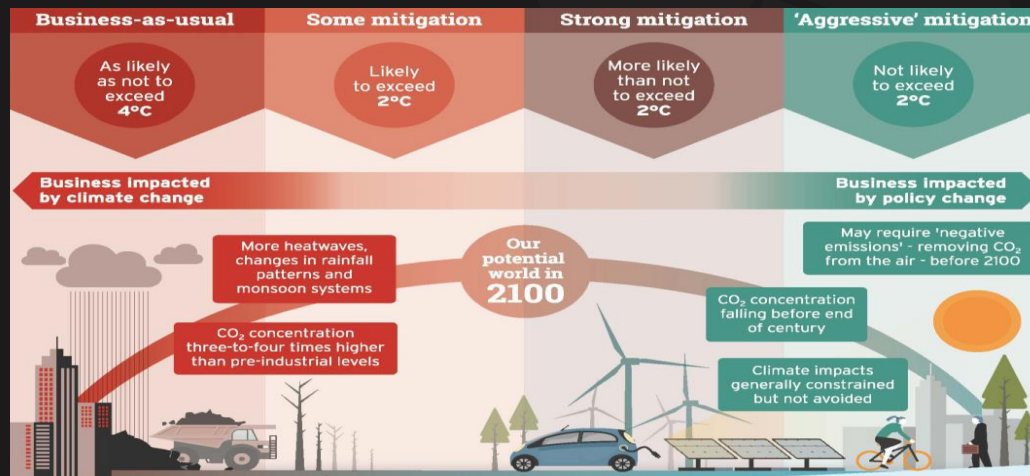 Business-as-usual
Some mitigation
Strong mitigation
'Aggressive' mitigation
As likely
as not to
exceed
4°C
Likely
to exceed
2°C
More likely
than not
to exceed
2°C
Not likely
to exceed
2°C
Business impacted
by climate change
Business impacted
by policy change
More heatwaves,
changes in rainfall
patterns and
monsoon systems
CO₂ concentration
three-to-four times higher
than pre-industrial levels
Our
potential
world in
2100
May require 'negative
emissions' - removing CO₂
from the air - before 2100
CO₂ concentration
falling before end
of century
Climate impacts
generally constrained
but not avoided